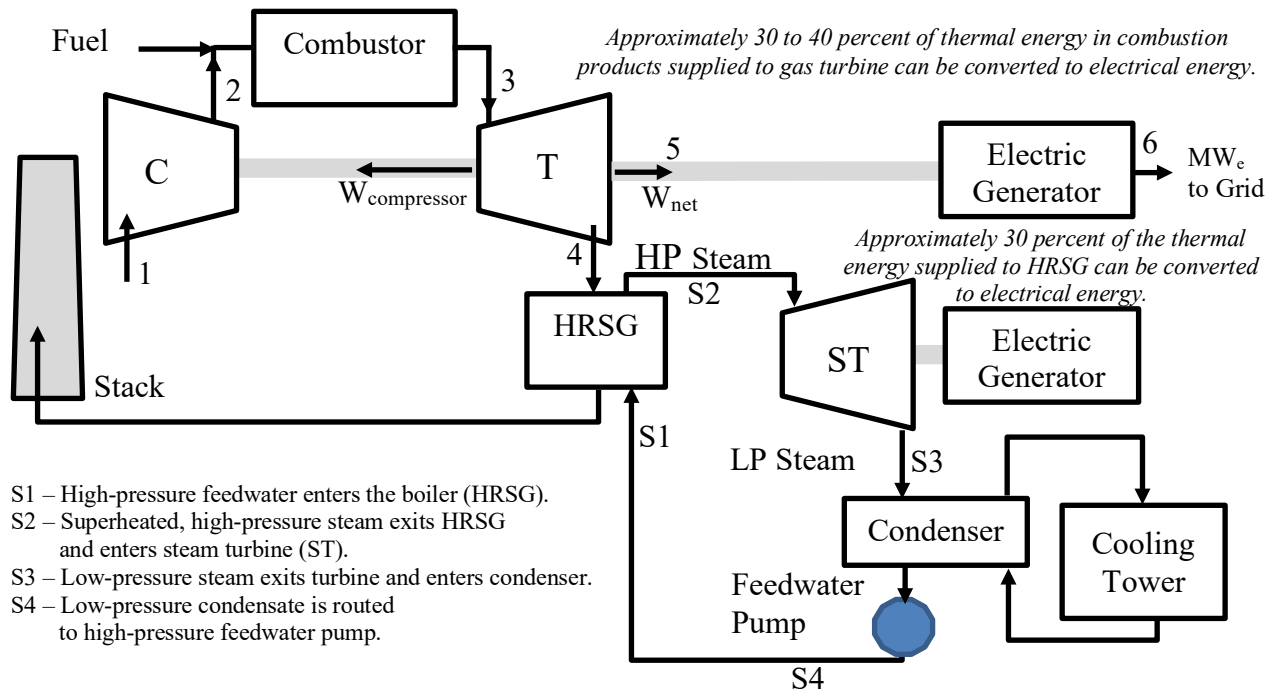 Fuel
Combustor
Approximately 30 to 40 percent of thermal energy in combustion
products supplied to gas turbine can be converted to electrical energy.
2
3
C
T
5
6
Electric
Generator
MWe
to Grid
Wcompressor
Wnet
1
4
Approximately 30 percent of the thermal
energy supplied to HRSG can be converted
to electrical energy.
HP Steam
S2
HRSG
ST
Electric
Generator
Stack
S1
LP Steam
S3
S1 – High-pressure feedwater enters the boiler (HRSG).
S2 – Superheated, high-pressure steam exits HRSG
and enters steam turbine (ST).
S3 – Low-pressure steam exits turbine and enters condenser.
S4 – Low-pressure condensate is routed
to high-pressure feedwater pump.
Condenser
Cooling
Tower
Feedwater
Pump
S4